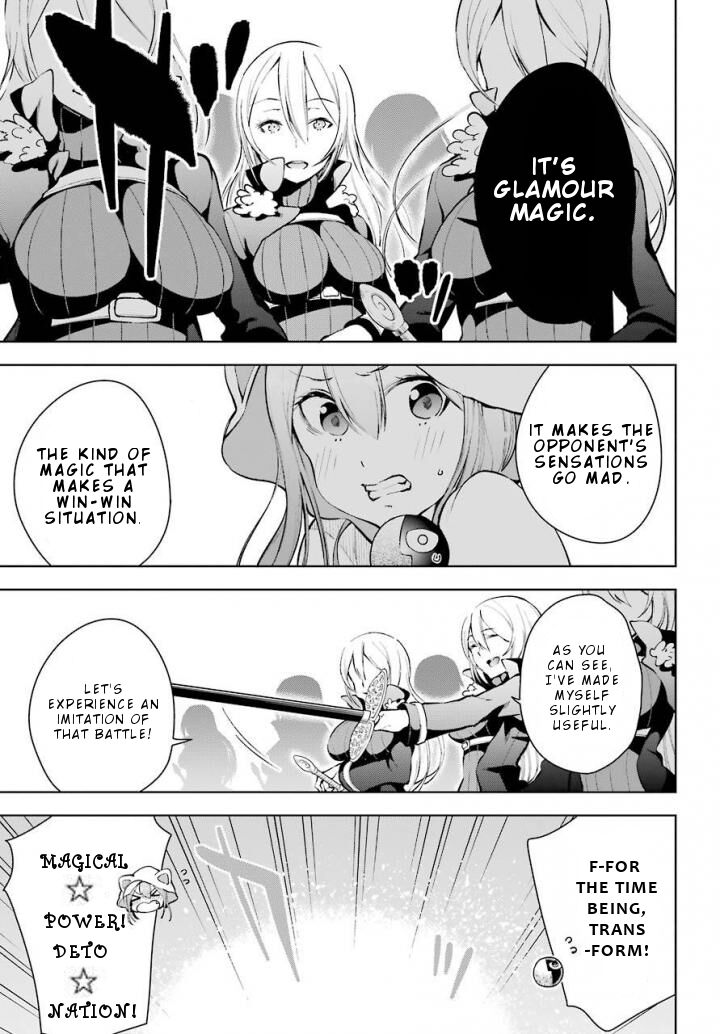 IT'S
GLAMOUR
MAGIC.
IT MAKES
THE
OPPONENT'S
SENSATIONS
GO MAD.
THE KIND OF
MAGIC THAT
MAKES A
WIN-WIN
SITUATION.
AS YOU
CAN SEE,
I'VE MADE
MYSELF
SLIGHTLY
USEFUL.
LET'S
EXPERIENCE AN
IMITATION OF
THAT BATTLE!
F-FOR
THE TIME
BEING,
TRANS
-FORM!
MAGICAL
☆
POWER!
DETO
☆
NATION!